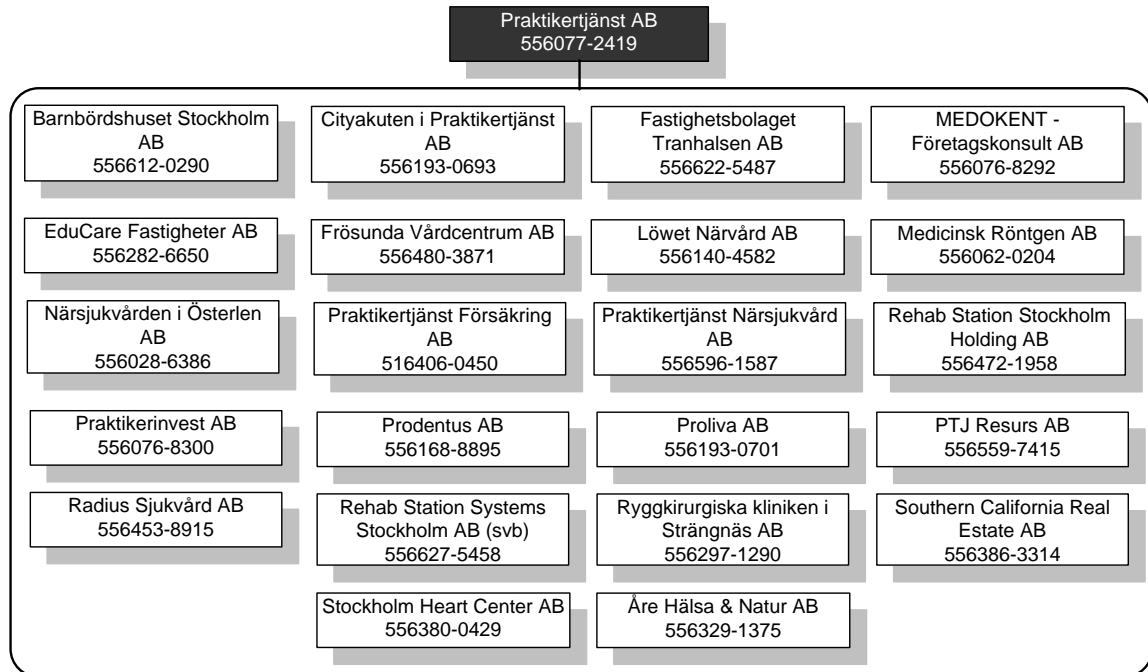 Praktikertjänst AB
556077-2419
Barnbördshuset Stockholm
AB
556612-0290
Cityakuten i Praktikertjänst
AB
556193-0693
Fastighetsbolaget
Tranhalsen AB
556622-5487
MEDOKENT -
Företagskonsult AB
556076-8292
EduCare Fastigheter AB
556282-6650
Frösunda Vårdcentrum AB
556480-3871
Löwet Närvård AB
556140-4582
Medicinsk Röntgen AB
556062-0204
Närsjukvården i Österlen
AB
556028-6386
Praktikertjänst Försäkring
AB
516406-0450
Praktikertjänst Närsjukvård
AB
556596-1587
Rehab Station Stockholm
Holding AB
556472-1958
Praktikerinvest AB
556076-8300
Prodentus AB
556168-8895
Proliva AB
556193-0701
PTJ Resurs AB
556559-7415
Radius Sjukvård AB
556453-8915
Rehab Station Systems
Stockholm AB (svb)
556627-5458
Ryggkirurgiska kliniken i
Strängnäs AB
556297-1290
Southern California Real
Estate AB
556386-3314
Stockholm Heart Center AB
556380-0429
Åre Hälsa & Natur AB
556329-1375